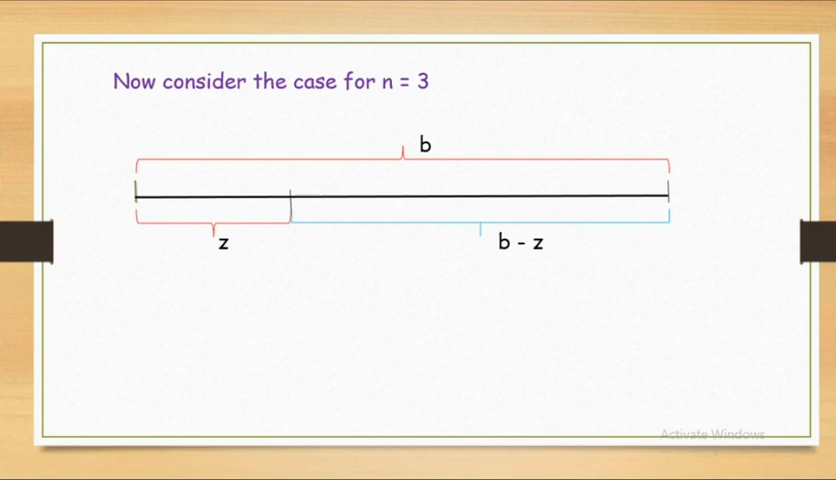 Now consider the case for n = 3
b
z
b - z
Activate Windows